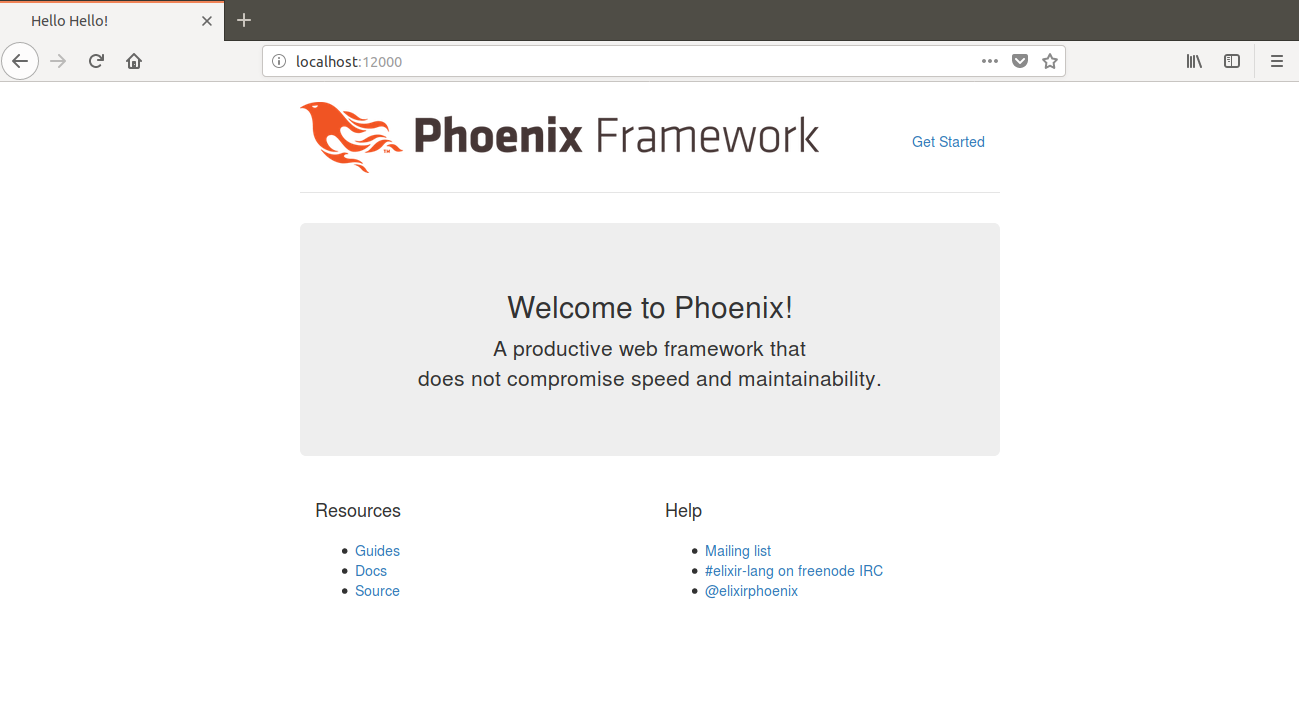 Hello Hello!
localhost:12000
Phoenix Framework
Get Started
Welcome to Phoenix!
A productive web framework that
does not compromise speed and maintainability.
Resources
Guides
Docs
Source
Help
Mailing list
#elixir-lang on freenode IRC
@elixirphoenix